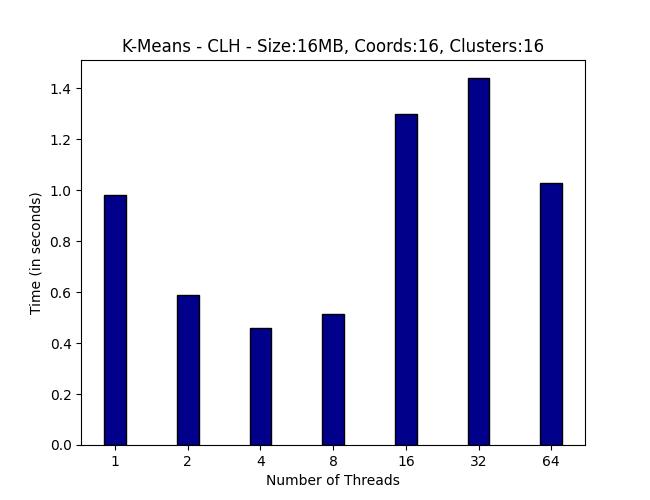 K-Means - CLH - Size:16MB, Coords:16, Clusters:16
1.4
1.2
1.0
0.8
0.6
0.4
0.2
0.0
Time (in seconds)
1 2 4 8 16 32 64
Number of Threads